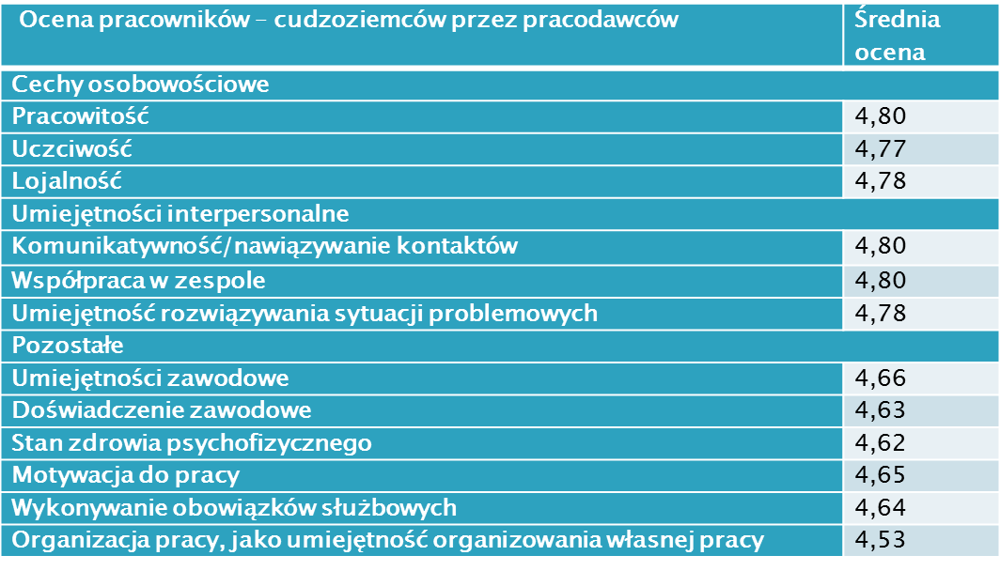 Ocena pracowników – cudzoziemców przez pracodawców Średnia
ocena
Cechy osobowościowe
Pracowitość 4,80
Uczciwość 4,77
Lojalność 4,78
Umiejętności interpersonalne
Komunikatywność/nawiązywanie kontaktów 4,80
Współpraca w zespole 4,80
Umiejętność rozwiązywania sytuacji problemowych 4,78
Pozostałe
Umiejętności zawodowe 4,66
Doświadczenie zawodowe 4,63
Stan zdrowia psychofizycznego 4,62
Motywacja do pracy 4,65
Wykonywanie obowiązków służbowych 4,64
Organizacja pracy, jako umiejętność organizowania własnej pracy 4,53